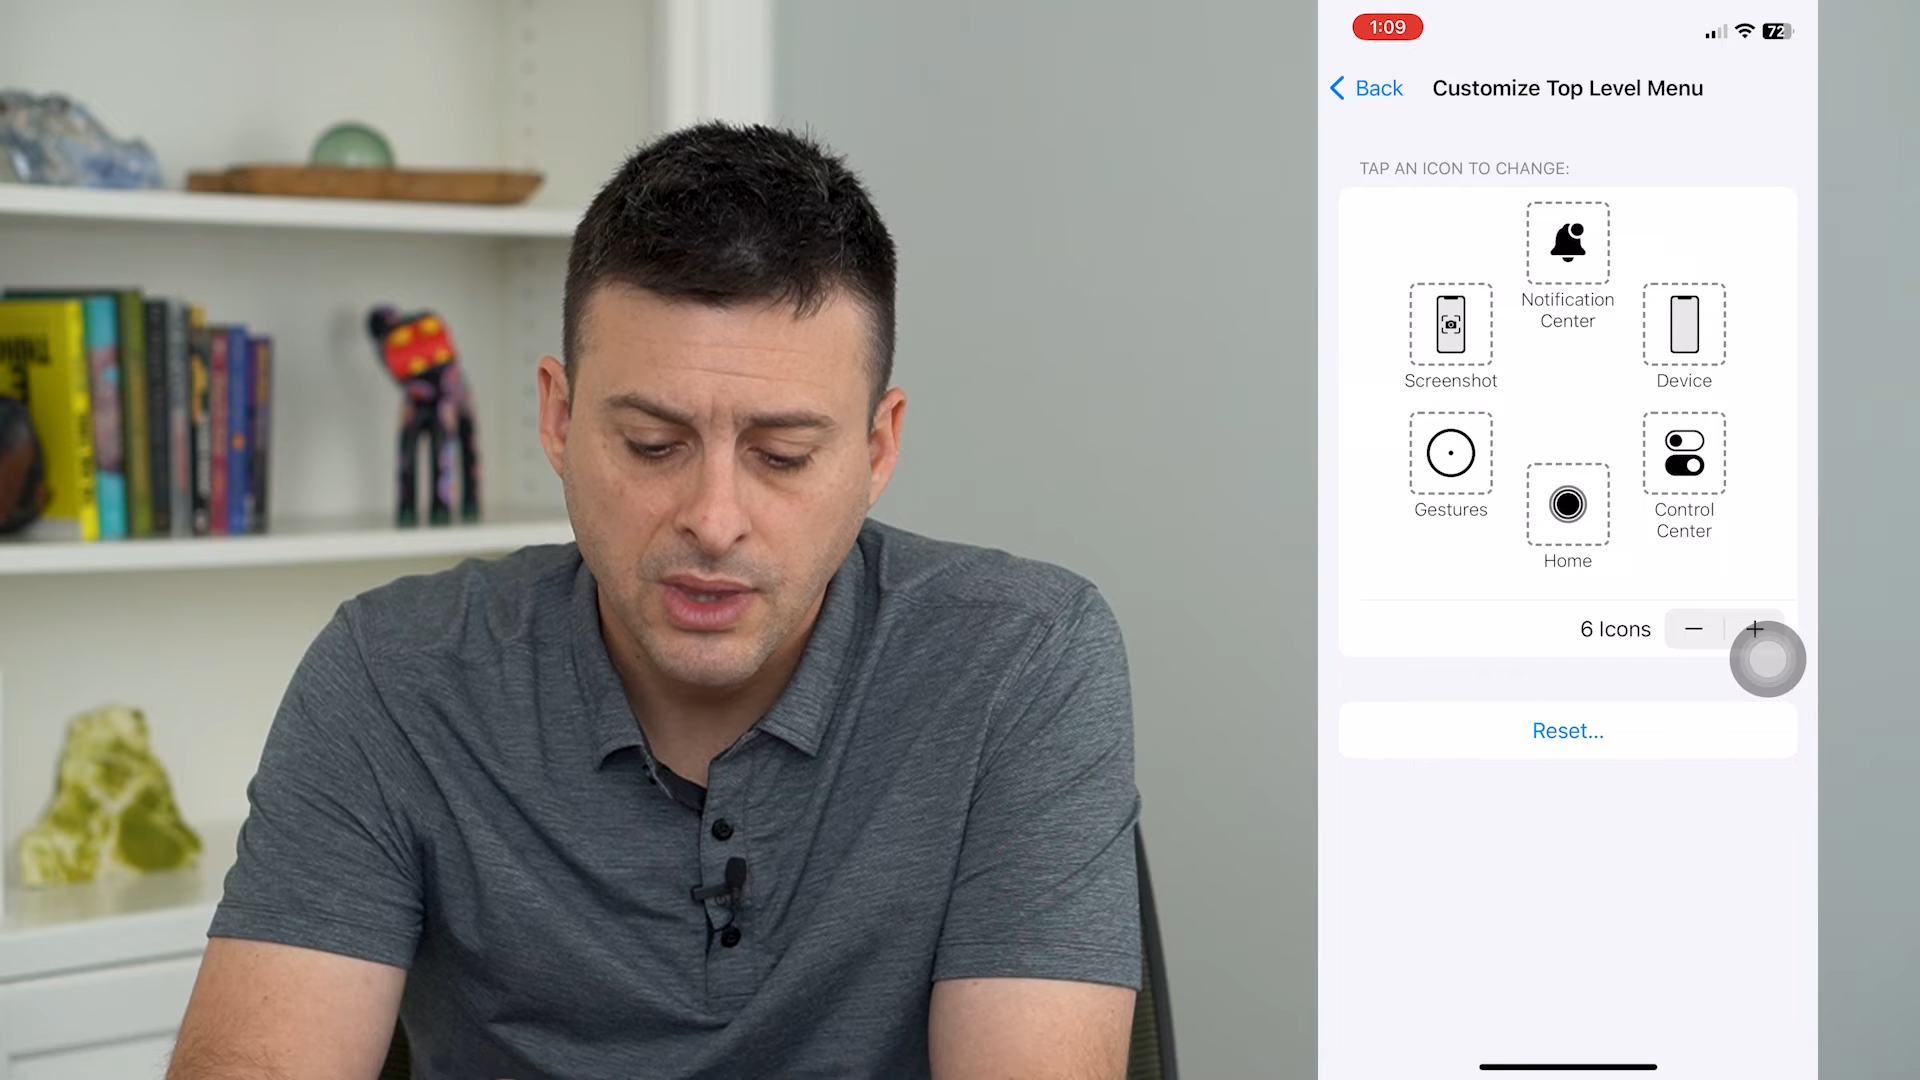 1:09
72
Back
Customize Top Level Menu
TAP AN ICON TO CHANGE:
Notification
Center
Screenshot
Device
Gestures
Control
Center
Home
6 Icons
Reset...